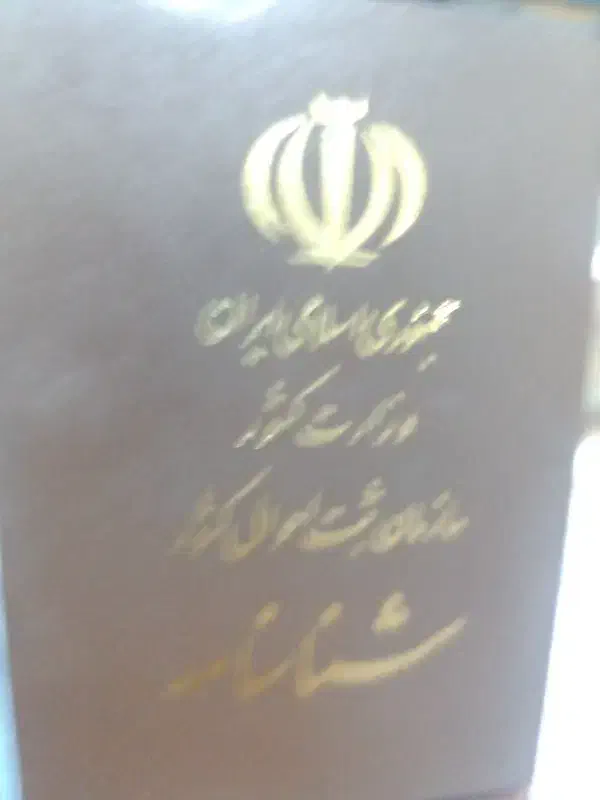 جمهوری اسلامی ایران
وزارت کشور
سازمان ثبت احوال کشور
شناسنامه